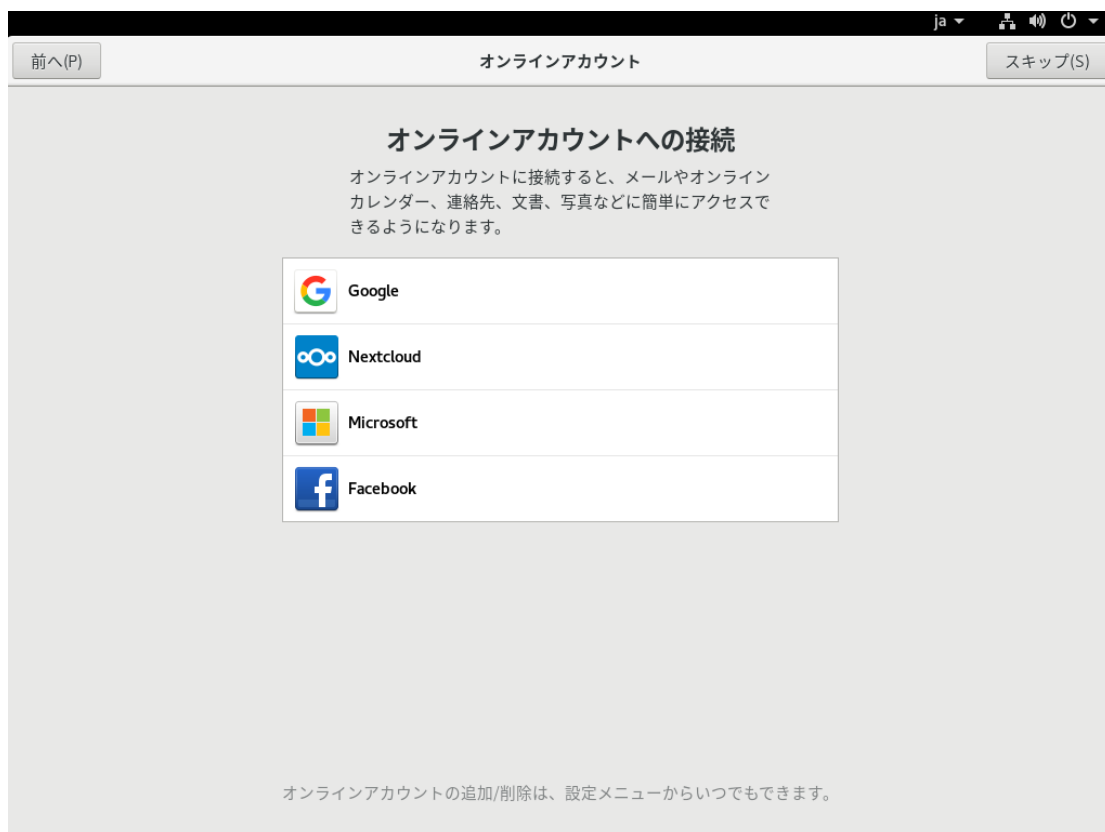 ja
前へ(P)
オンラインアカウント
スキップ(S)
オンラインアカウントへの接続
オンラインアカウントに接続すると、メールやオンライン
カレンダー、連絡先、文書、写真などに簡単にアクセスで
きるようになります。
Google
Nextcloud
Microsoft
Facebook
オンラインアカウントの追加/削除は、設定メニューからいつでもできます。